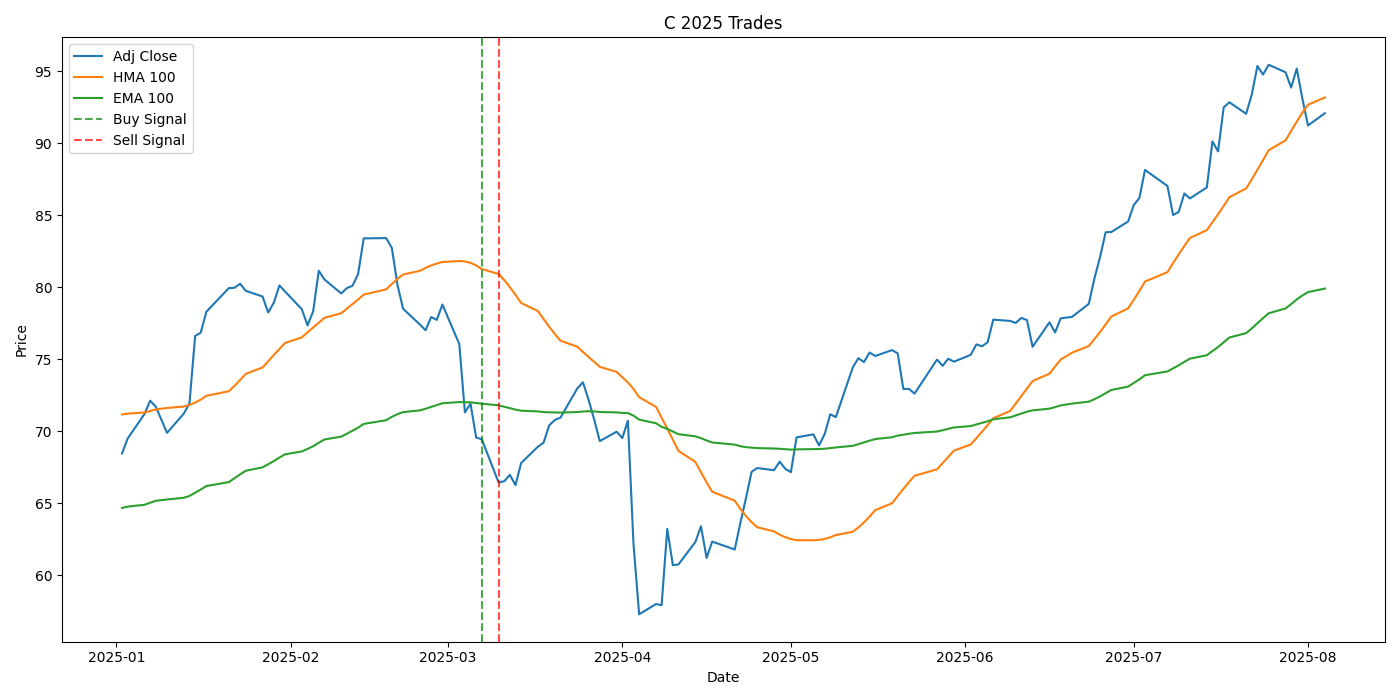 C 2025 Trades
Adj Close
HMA 100
EMA 100
Buy Signal
Sell Signal
95
90
85
80
75
70
65
60
Price
2025-01 2025-02 2025-03 2025-04 2025-05 2025-06 2025-07 2025-08
Date